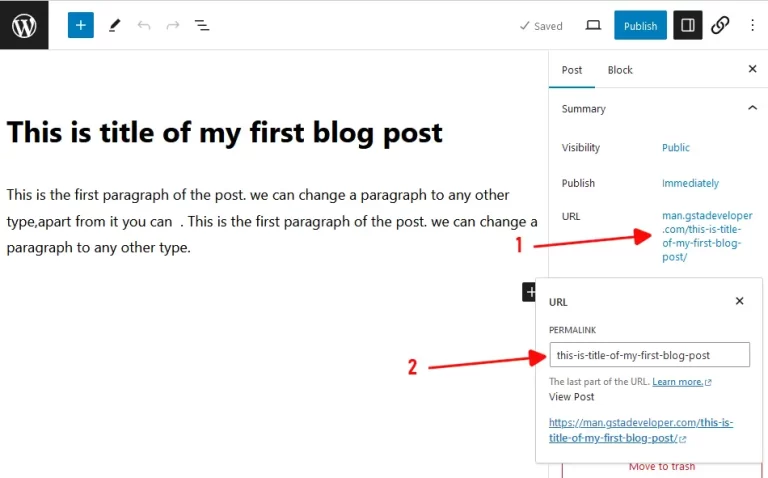 Saved
Publish
Post
Block
Summary
This is title of my first blog post
Visibility
Public
Publish
Immediately
This is the first paragraph of the post. we can change a paragraph to any other
type,apart from it you can  . This is the first paragraph of the post. we can change a
paragraph to any other type.
URL
man.gstadeveloper
.com/this-is-title-
of-my-first-blog-
post/
1
URL
PERMALINK
this-is-title-of-my-first-blog-post
2
The last part of the URL. Learn more.
View Post
https://man.gstadeveloper.com/this-is-
title-of-my-first-blog-post/
Move to trash